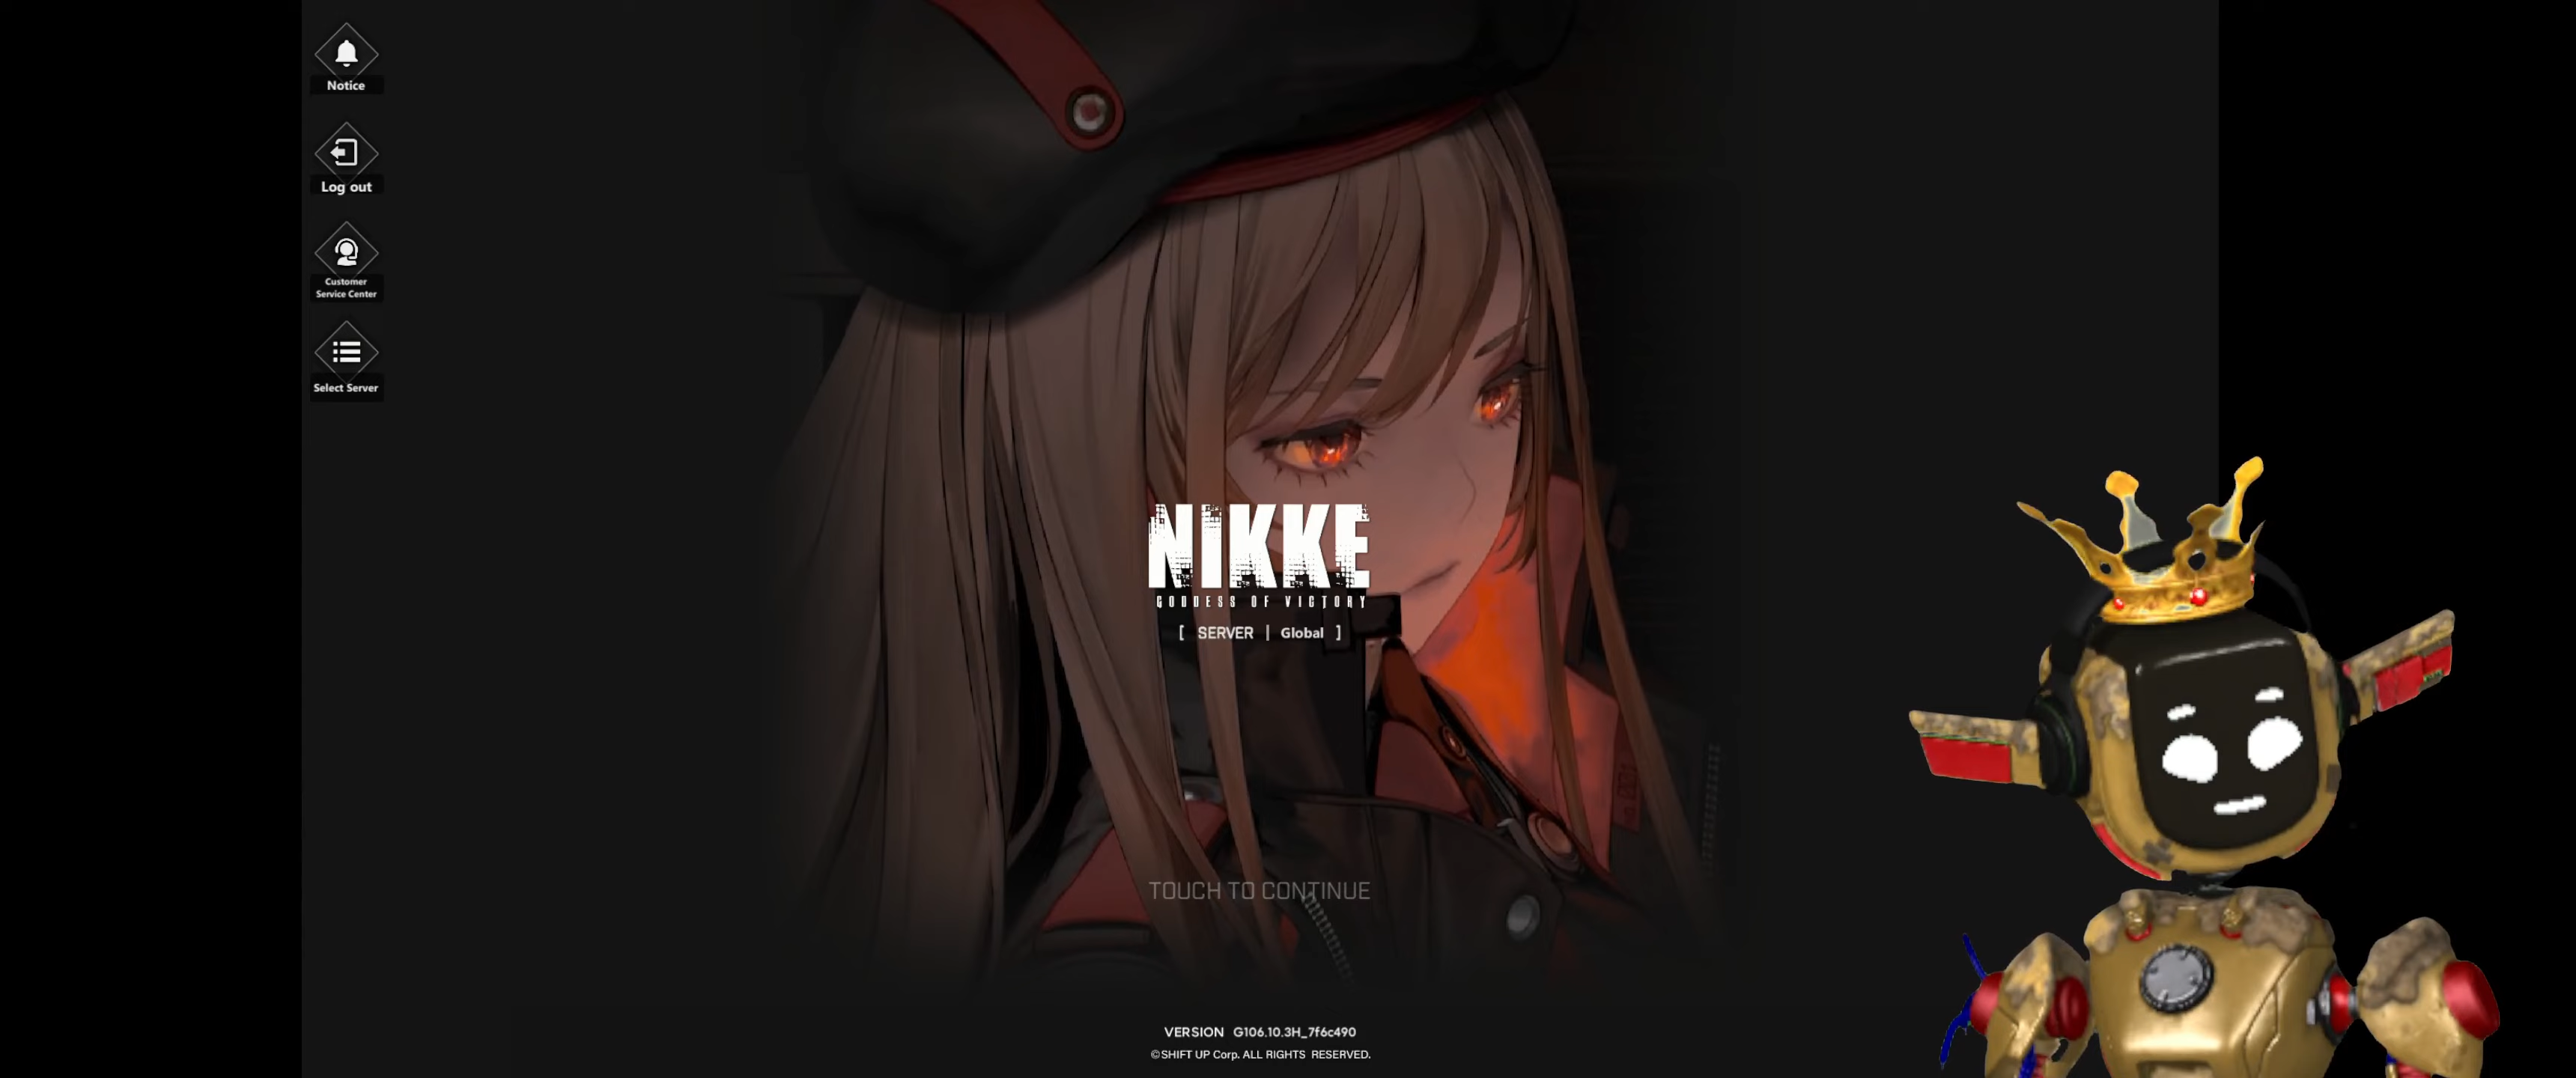 Notice
Log out
Customer
Service Center
Select Server
NIKKE
GODDESS OF VICTORY
[ SERVER | Global ]
TOUCH TO CONTINUE
VERSION G106.10.3H_7f6c490
©SHIFT UP Corp. ALL RIGHTS RESERVED.